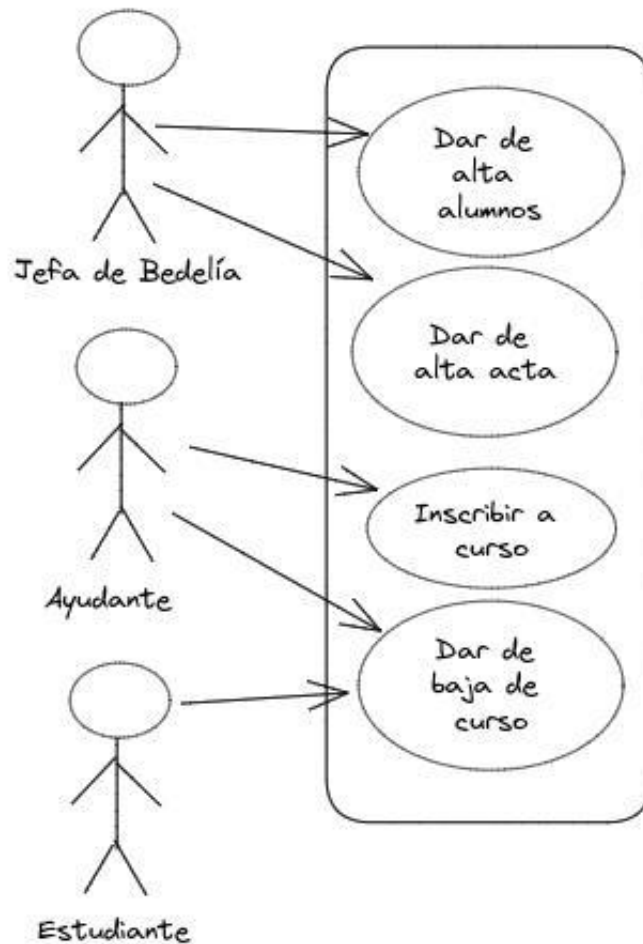 Dar de
alta
alumnos
Jefa de Bedelía
Dar de
alta acta
Inscribir a
curso
Ayudante
Dar de
baja de
curso
Estudiante